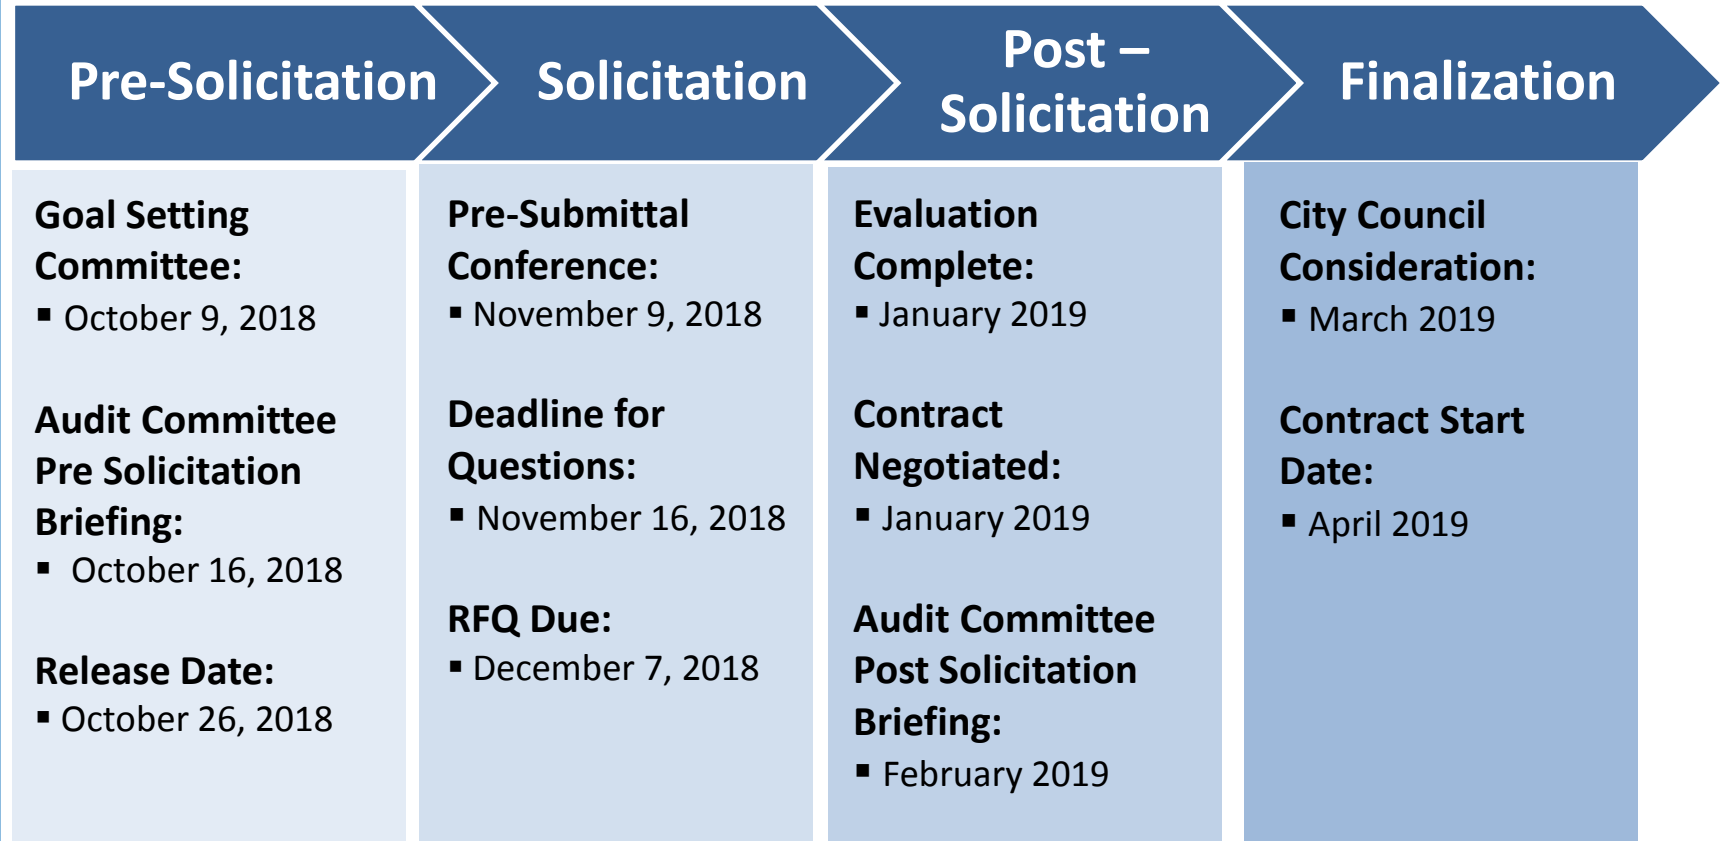 Pre-Solicitation
Solicitation
Post –
Solicitation
Finalization
Goal Setting
Committee:
▪ October 9, 2018
Audit Committee
Pre Solicitation
Briefing:
▪ October 16, 2018
Release Date:
▪ October 26, 2018
Pre-Submittal
Conference:
▪ November 9, 2018
Deadline for
Questions:
▪ November 16, 2018
RFQ Due:
▪ December 7, 2018
Evaluation
Complete:
▪ January 2019
Contract
Negotiated:
▪ January 2019
Audit Committee
Post Solicitation
Briefing:
▪ February 2019
City Council
Consideration:
▪ March 2019
Contract Start
Date:
▪ April 2019